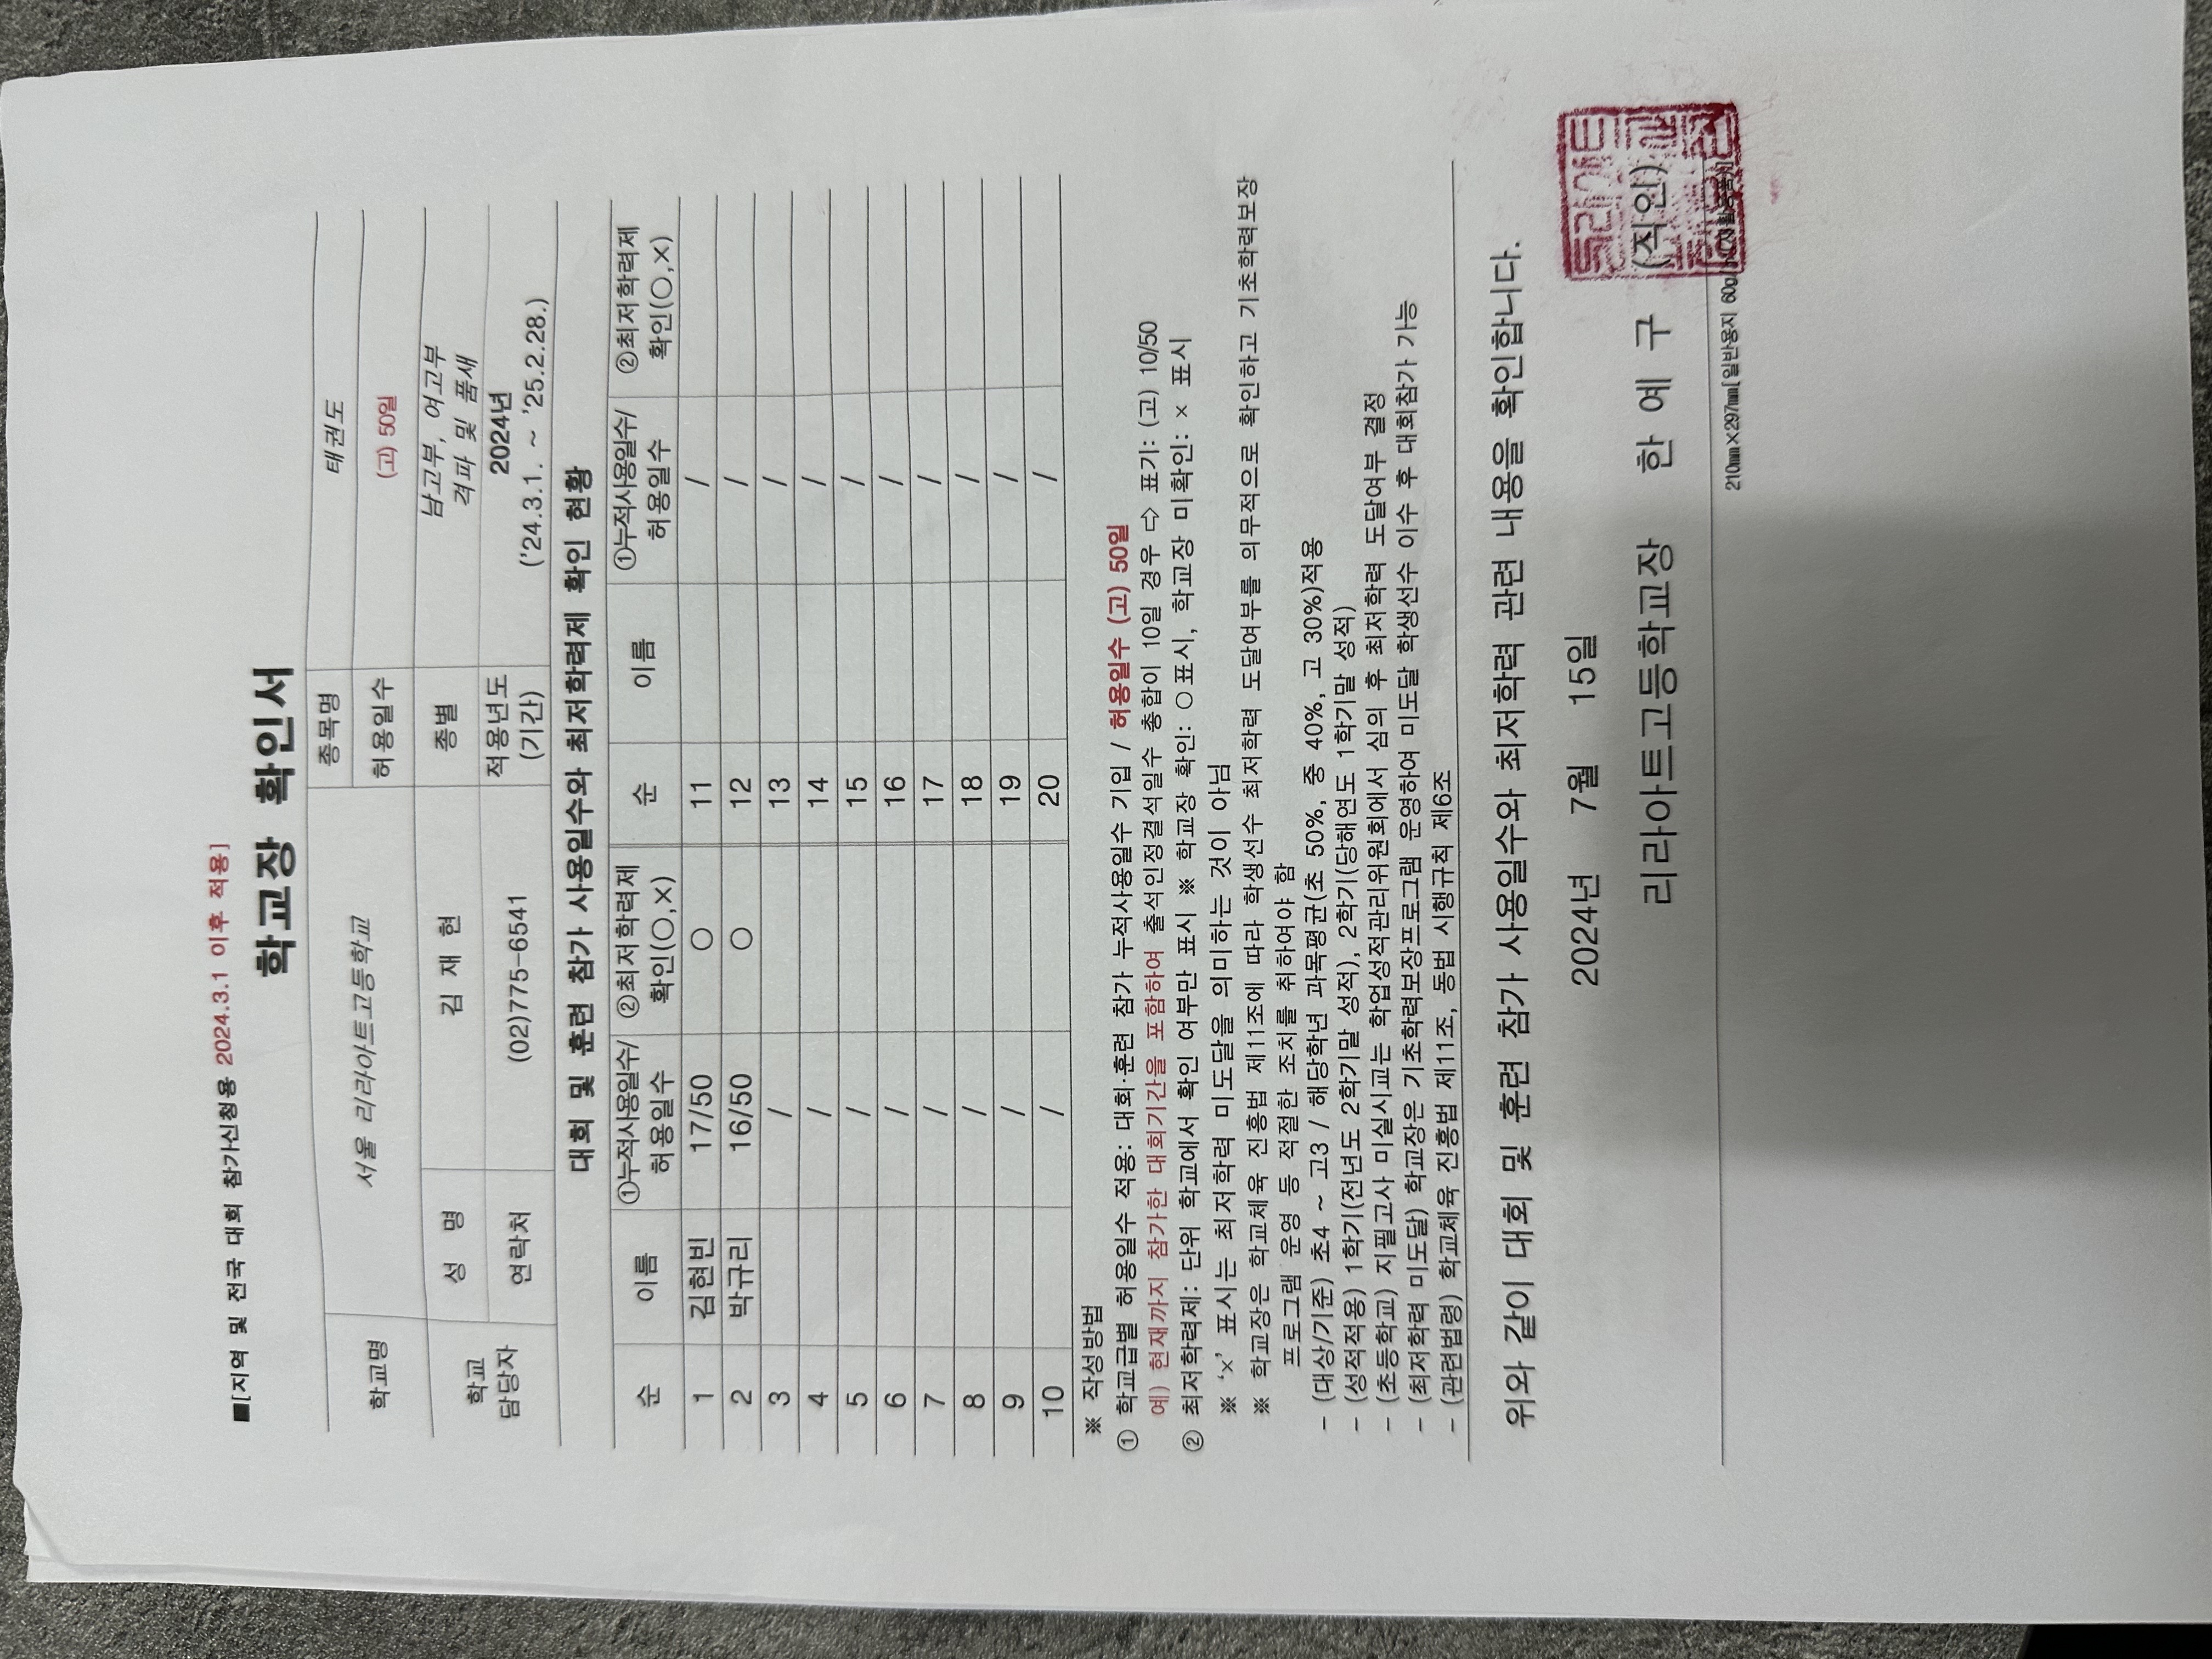 ■[지역 및 전국 대회 참가신청용 2024.3.1 이후 적용]
학교장 확인서
학교명 서울 리라아트고등학교 종목명 태권도
허용일수 (고) 50일
학교 담당자 성 명 김 재 현 종별 남고부, 여고부
격파 및 품새
연락처 (02)775-6541 적용년도 (기간) 2024년
('24.3.1. ~ '25.2.28.)
대회 및 훈련 참가 사용일수와 최저학력제 확인 현황
순 이름 ①누적사용일수/ 허용일수 ②최저학력제 확인(○,×) 순 이름 ①누적사용일수/ 허용일수 ②최저학력제 확인(○,×)
1 김현빈 17/50 ○ 11 /
2 박규리 16/50 ○ 12 /
3 / 13 /
4 / 14 /
5 / 15 /
6 / 16 /
7 / 17 /
8 / 18 /
9 / 19 /
10 / 20 /
※ 작성방법
① 학교급별 허용일수 적용: 대회·훈련 참가 누적사용일수 기입 / 허용일수 (고) 50일
예) 현재까지 참가한 대회기간을 포함하여 출석인정결석일수 총합이 10일 경우 ⇨ 표기: (고) 10/50
② 최저학력제: 단위 학교에서 확인 여부만 표시 ※ 학교장 확인: ○표시, 학교장 미확인: × 표시
※ '×' 표시는 최저학력 미도달을 의미하는 것이 아님
※ 학교장은 학교체육 진흥법 제11조에 따라 학생선수 최저학력 도달여부를 의무적으로 확인하고 기초학력보장
프로그램 운영 등 적절한 조치를 취하여야 함
- (대상/기준) 초4 ~ 고3 / 해당학년 과목평균(초 50%, 중 40%, 고 30%)적용
- (성적적용) 1학기(전년도 2학기말 성적), 2학기(당해연도 1학기말 성적)
- (초등학교) 지필고사 미실시교는 학업성적관리위원회에서 심의 후 최저학력 도달여부 결정
- (최저학력 미도달) 학교장은 기초학력보장프로그램 운영하여 미도달 학생선수 이수 후 대회참가 가능
- (관련법령) 학교체육 진흥법 제11조, 동법 시행규칙 제6조
위와 같이 대회 및 훈련 참가 사용일수와 최저학력 관련 내용을 확인합니다.
2024년 7월 15일
리라아트고등학교장 한 예 구 (직인)
210㎜×297㎜[일반용지 60g/㎡(재활용품)]